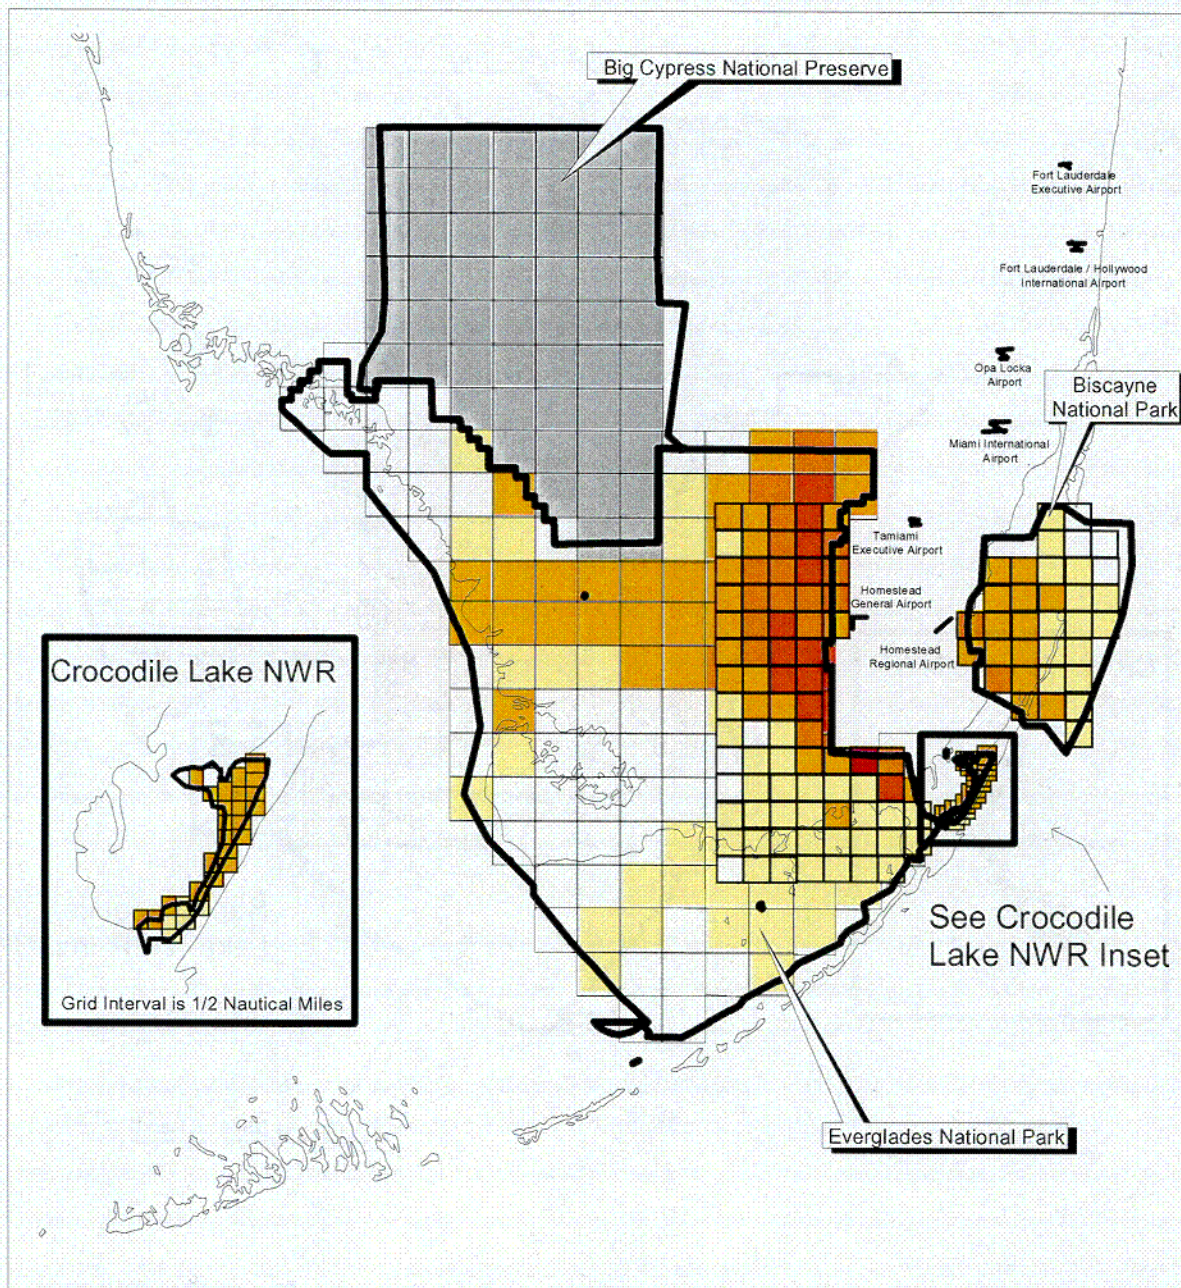 Big Cypress National Preserve
Fort Lauderdale
Executive Airport
Fort Lauderdale / Hollywood
International Airport
Opa Locka
Airport
Biscayne
National Park
Miami International
Airport
Tamiami
Executive Airport
Homestead
General Airport
Homestead
Regional Airport
Crocodile Lake NWR
Grid Interval is 1/2 Nautical Miles
See Crocodile
Lake NWR Inset
Everglades National Park